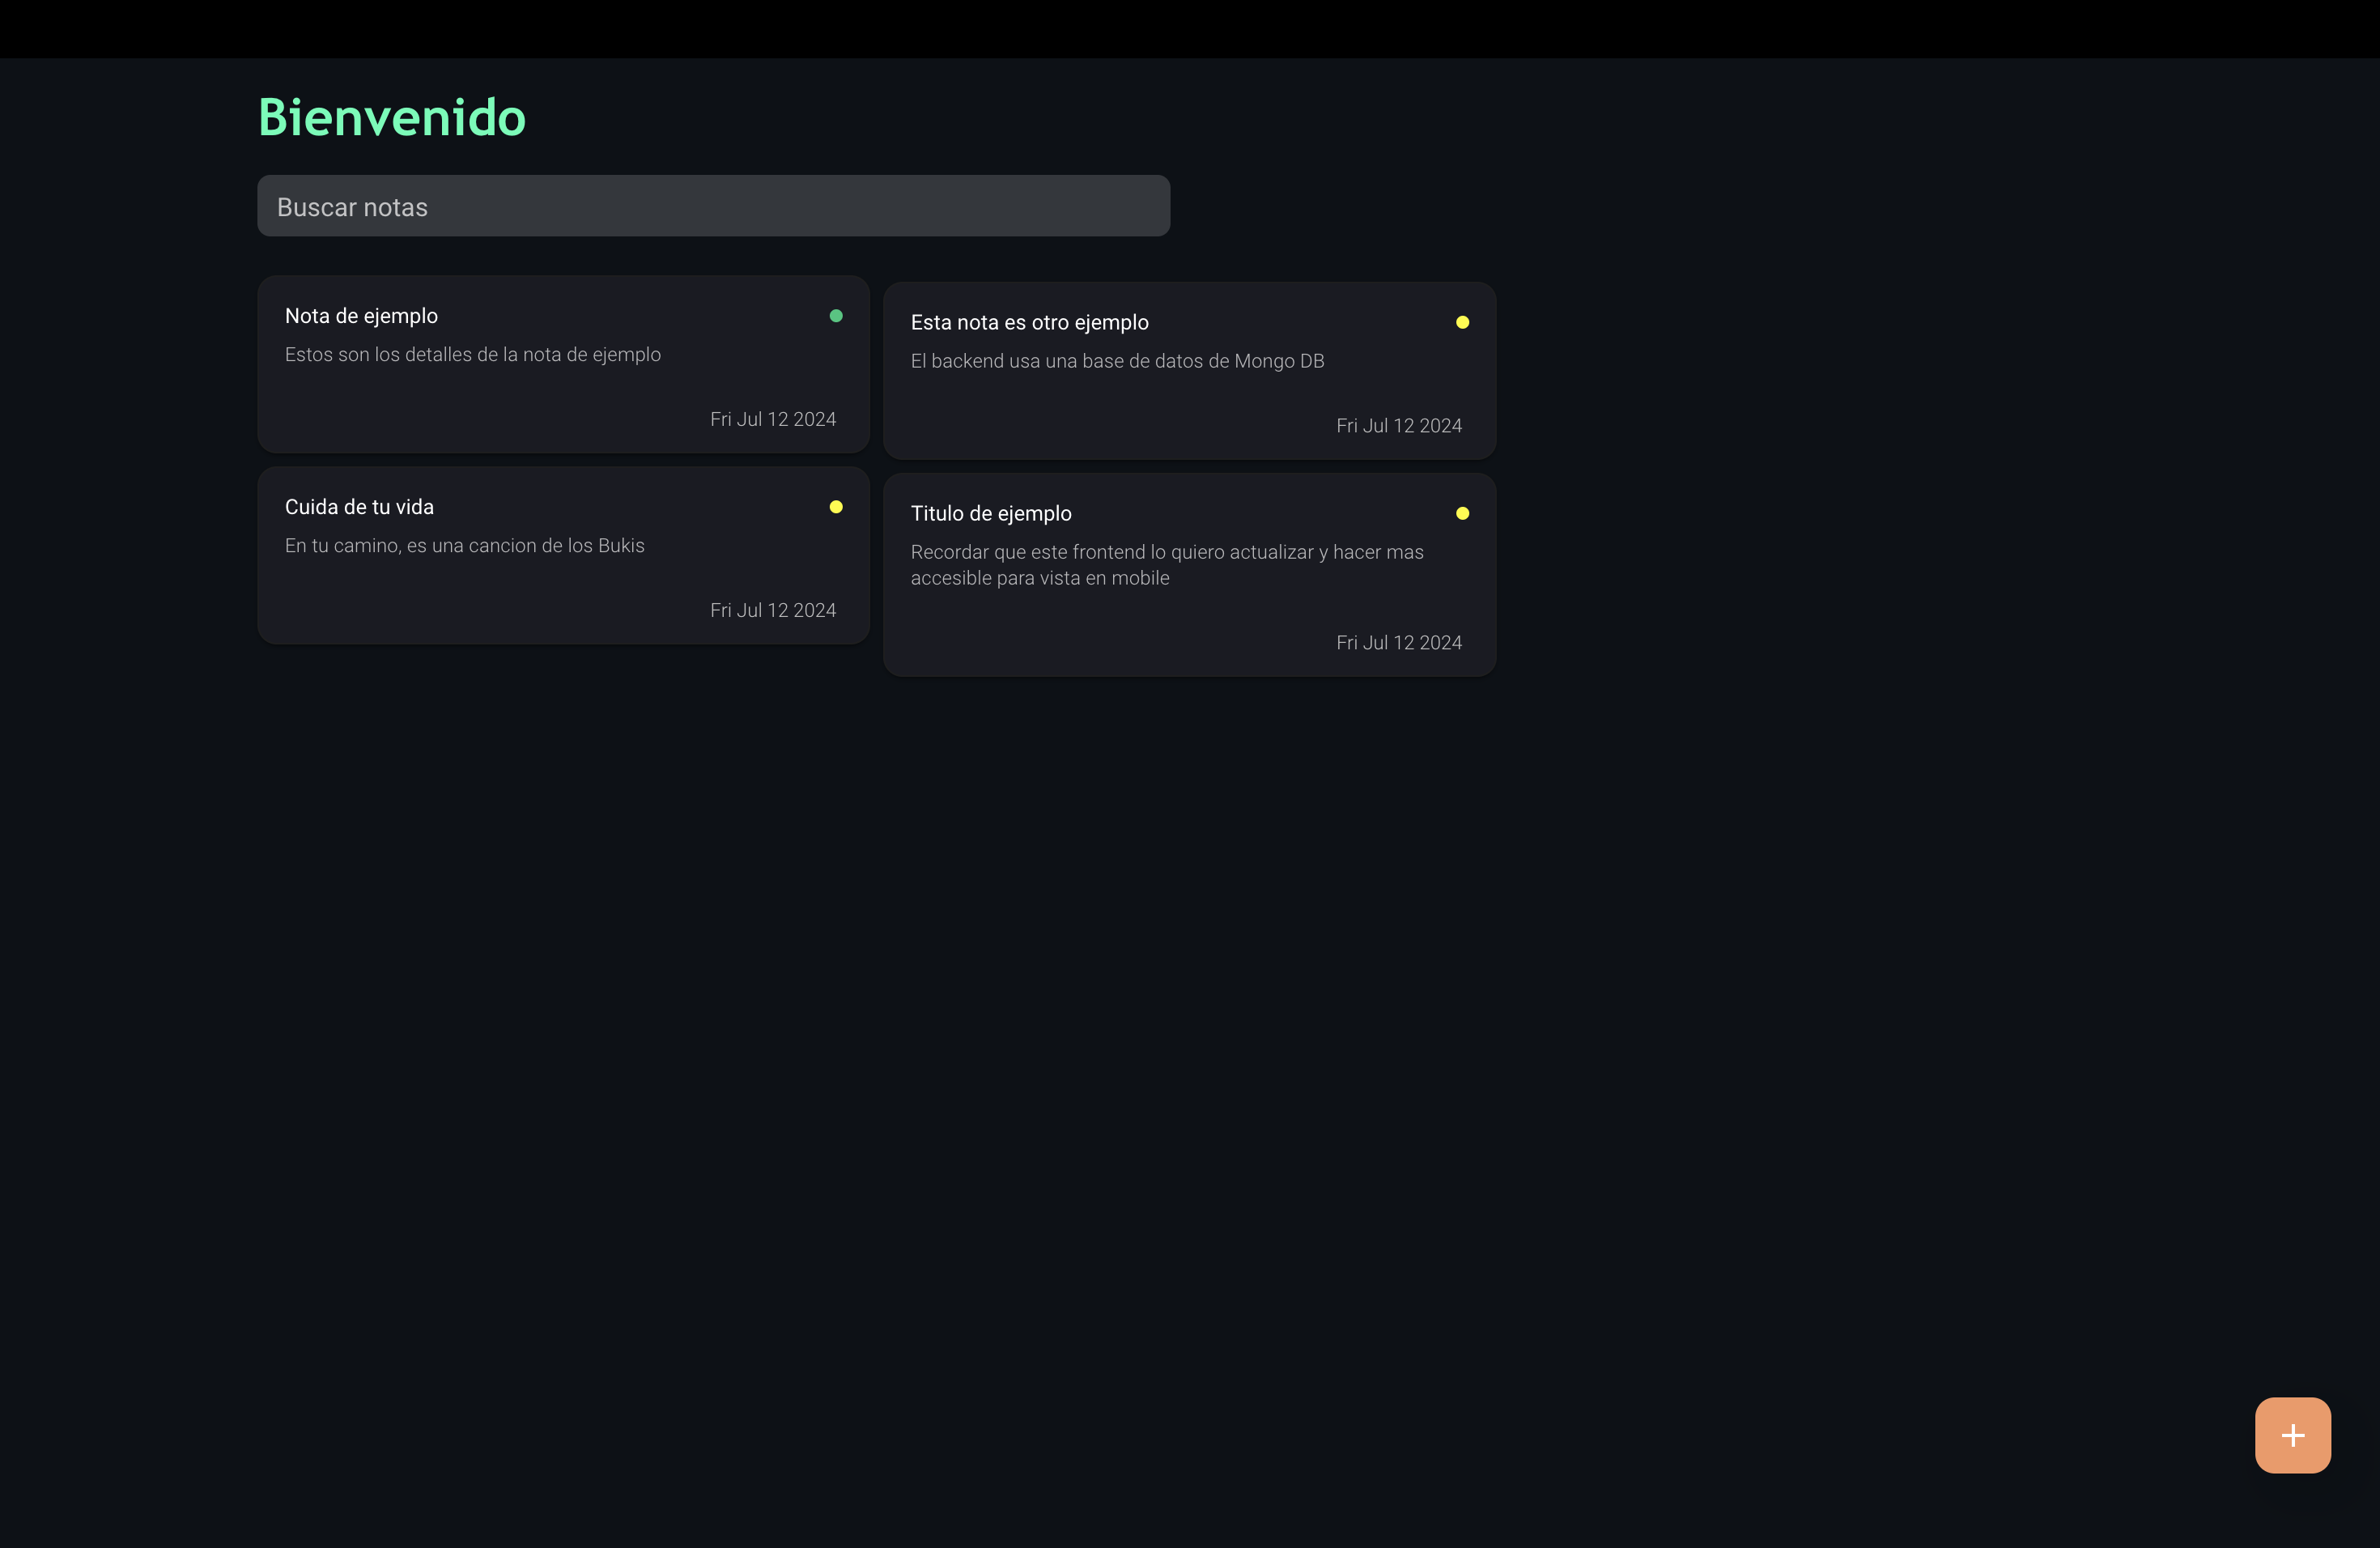 Bienvenido
Buscar notas
Nota de ejemplo
Estos son los detalles de la nota de ejemplo
Fri Jul 12 2024
Esta nota es otro ejemplo
El backend usa una base de datos de Mongo DB
Fri Jul 12 2024
Cuida de tu vida
En tu camino, es una cancion de los Bukis
Fri Jul 12 2024
Titulo de ejemplo
Recordar que este frontend lo quiero actualizar y hacer mas
accesible para vista en mobile
Fri Jul 12 2024
+